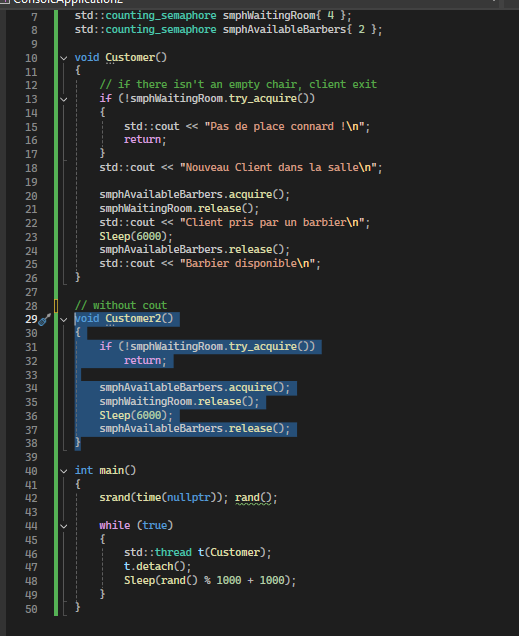 ConsoleApplication2
7 std::counting_semaphore smphWaitingRoom{ 4 };
8 std::counting_semaphore smphAvailableBarbers{ 2 };
9
10 void Customer()
11 {
12 // if there isn't an empty chair, client exit
13 if (!smphWaitingRoom.try_acquire())
14 {
15 std::cout << "Pas de place connard !\n";
16 return;
17 }
18 std::cout << "Nouveau Client dans la salle\n";
19
20 smphAvailableBarbers.acquire();
21 smphWaitingRoom.release();
22 std::cout << "Client pris par un barbier\n";
23 Sleep(6000);
24 smphAvailableBarbers.release();
25 std::cout << "Barbier disponible\n";
26 }
27
28 // without cout
29 void Customer2()
30 {
31 if (!smphWaitingRoom.try_acquire())
32 return;
33
34 smphAvailableBarbers.acquire();
35 smphWaitingRoom.release();
36 Sleep(6000);
37 smphAvailableBarbers.release();
38 }
39
40 int main()
41 {
42 srand(time(nullptr)); rand();
43
44 while (true)
45 {
46 std::thread t(Customer);
47 t.detach();
48 Sleep(rand() % 1000 + 1000);
49 }
50 }